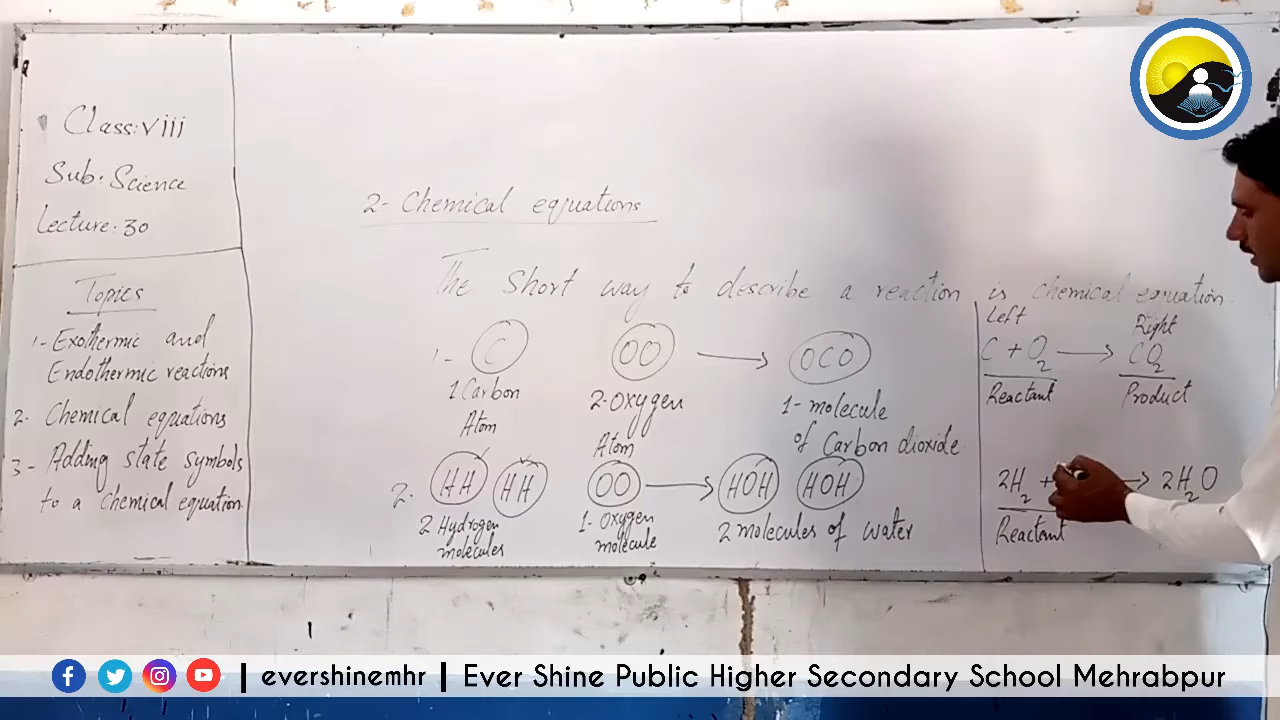 Class: viii
Sub: Science
Lecture: 30
Topics
1- Exothermic and
Endothermic reactions
2- Chemical equations
3- Adding state symbols
to a chemical equation
2- Chemical equations
The short way to describe a reaction is chemical equation.
1- C OO → OCO
1 Carbon
Atom
2-Oxygen
Atom
1- molecule
of Carbon dioxide
2. HH HH OO → HOH HOH
2 Hydrogen
molecules
1- Oxygen
molecule
2 molecules of water
Left
Right
C + O₂ → CO₂
Reactant
Product
2H₂ + → 2H₂O
Reactant
evershinemhr | Ever Shine Public Higher Secondary School Mehrabpur